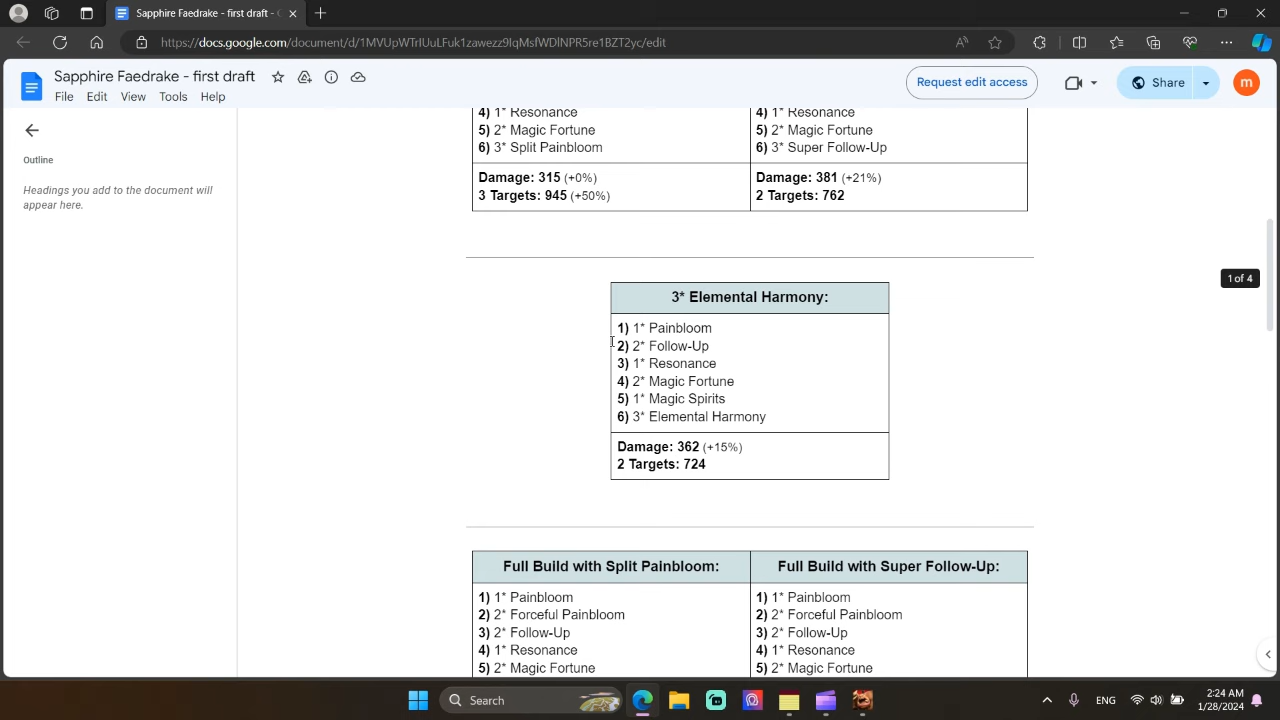 Sapphire Faedrake - first draft - G
https://docs.google.com/document/d/1MVUpWTrIUuLFuk1zawezz9IqMsfWDlNPR5re1BZT2yc/edit
Sapphire Faedrake - first draft
File Edit View Tools Help
Request edit access
Share
m
Outline
Headings you add to the document will
appear here.
4) 1* Resonance
5) 2* Magic Fortune
6) 3* Split Painbloom
Damage: 315 (+0%)
3 Targets: 945 (+50%)
4) 1* Resonance
5) 2* Magic Fortune
6) 3* Super Follow-Up
Damage: 381 (+21%)
2 Targets: 762
1 of 4
3* Elemental Harmony:
1) 1* Painbloom
2) 2* Follow-Up
3) 1* Resonance
4) 2* Magic Fortune
5) 1* Magic Spirits
6) 3* Elemental Harmony
Damage: 362 (+15%)
2 Targets: 724
Full Build with Split Painbloom:
1) 1* Painbloom
2) 2* Forceful Painbloom
3) 2* Follow-Up
4) 1* Resonance
5) 2* Magic Fortune
Full Build with Super Follow-Up:
1) 1* Painbloom
2) 2* Forceful Painbloom
3) 2* Follow-Up
4) 1* Resonance
5) 2* Magic Fortune
Search
ENG
2:24 AM
1/28/2024